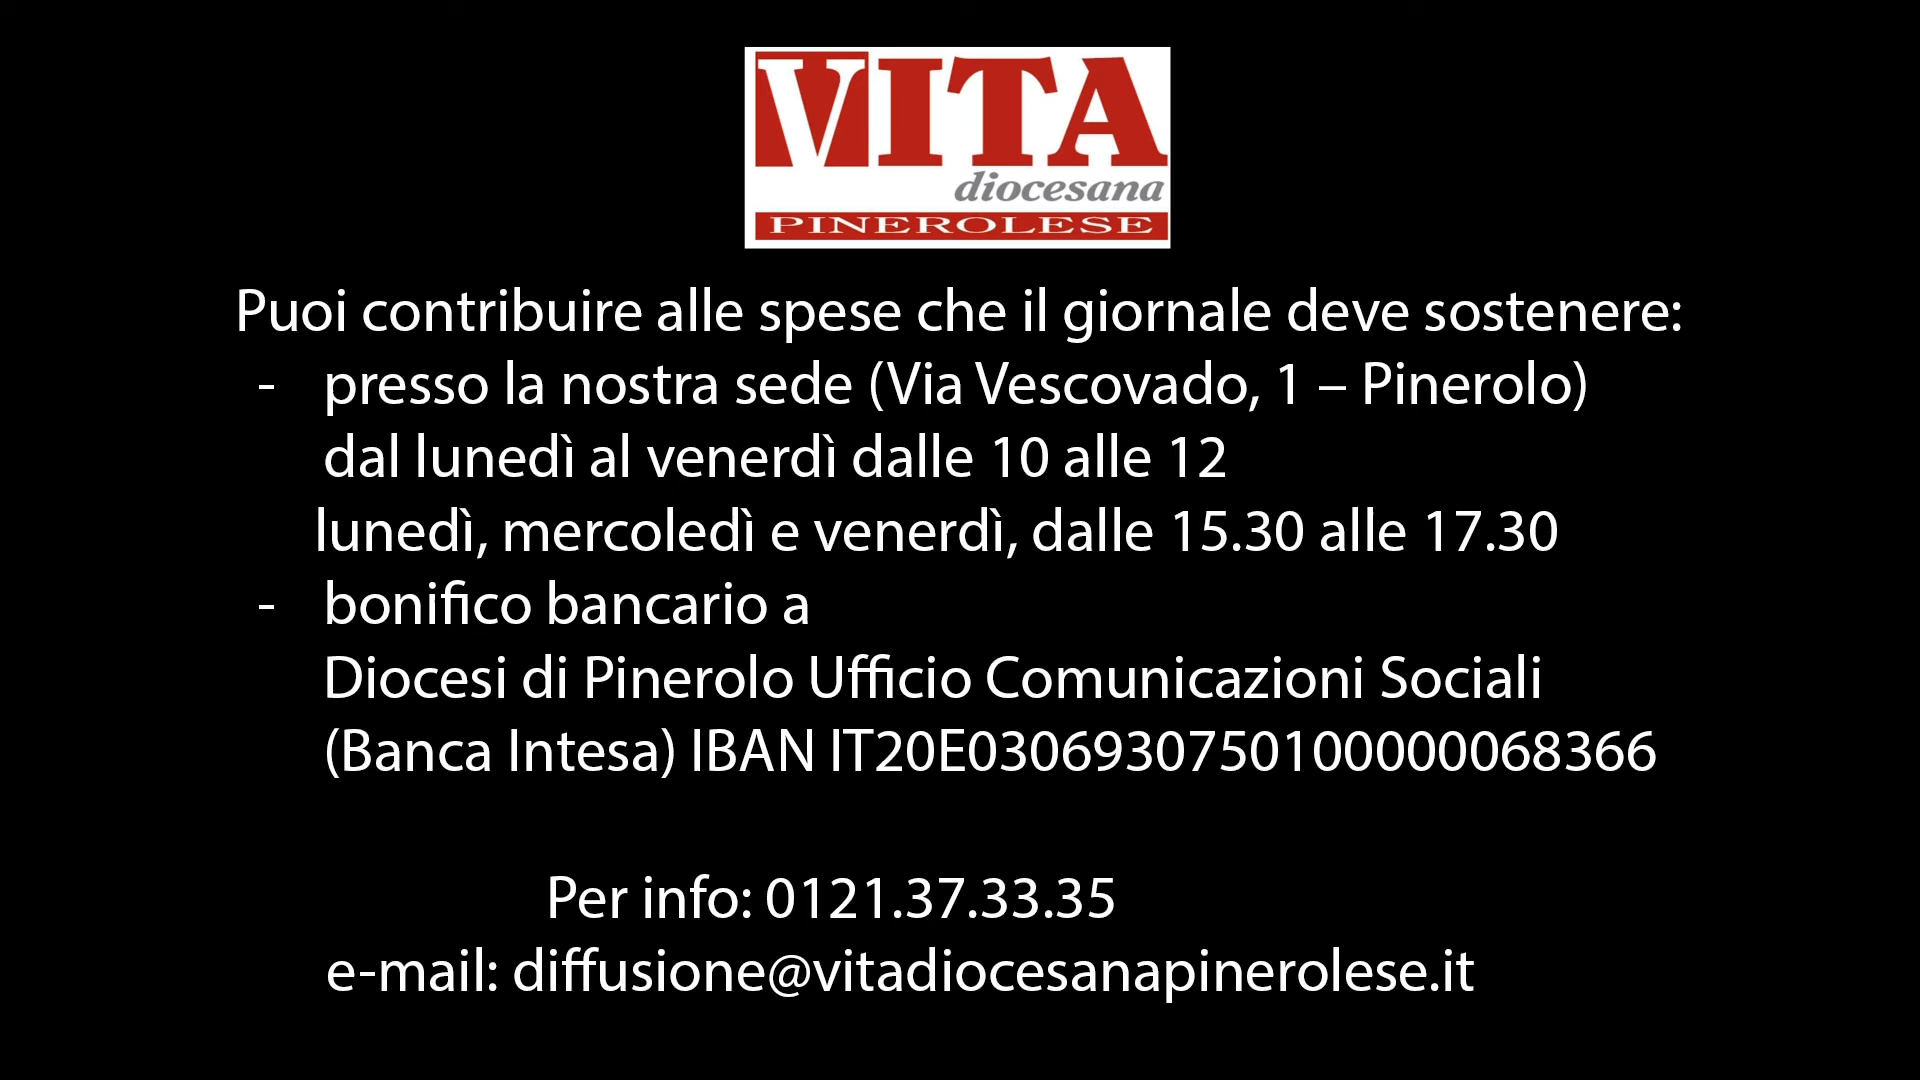 VITA
diocesana
PINEROLESE
Puoi contribuire alle spese che il giornale deve sostenere:
- presso la nostra sede (Via Vescovado, 1 – Pinerolo)
dal lunedì al venerdì dalle 10 alle 12
lunedì, mercoledì e venerdì, dalle 15.30 alle 17.30
- bonifico bancario a
Diocesi di Pinerolo Ufficio Comunicazioni Sociali
(Banca Intesa) IBAN IT20E0306930750100000068366
Per info: 0121.37.33.35
e-mail: diffusione@vitadiocesanapinerolese.it